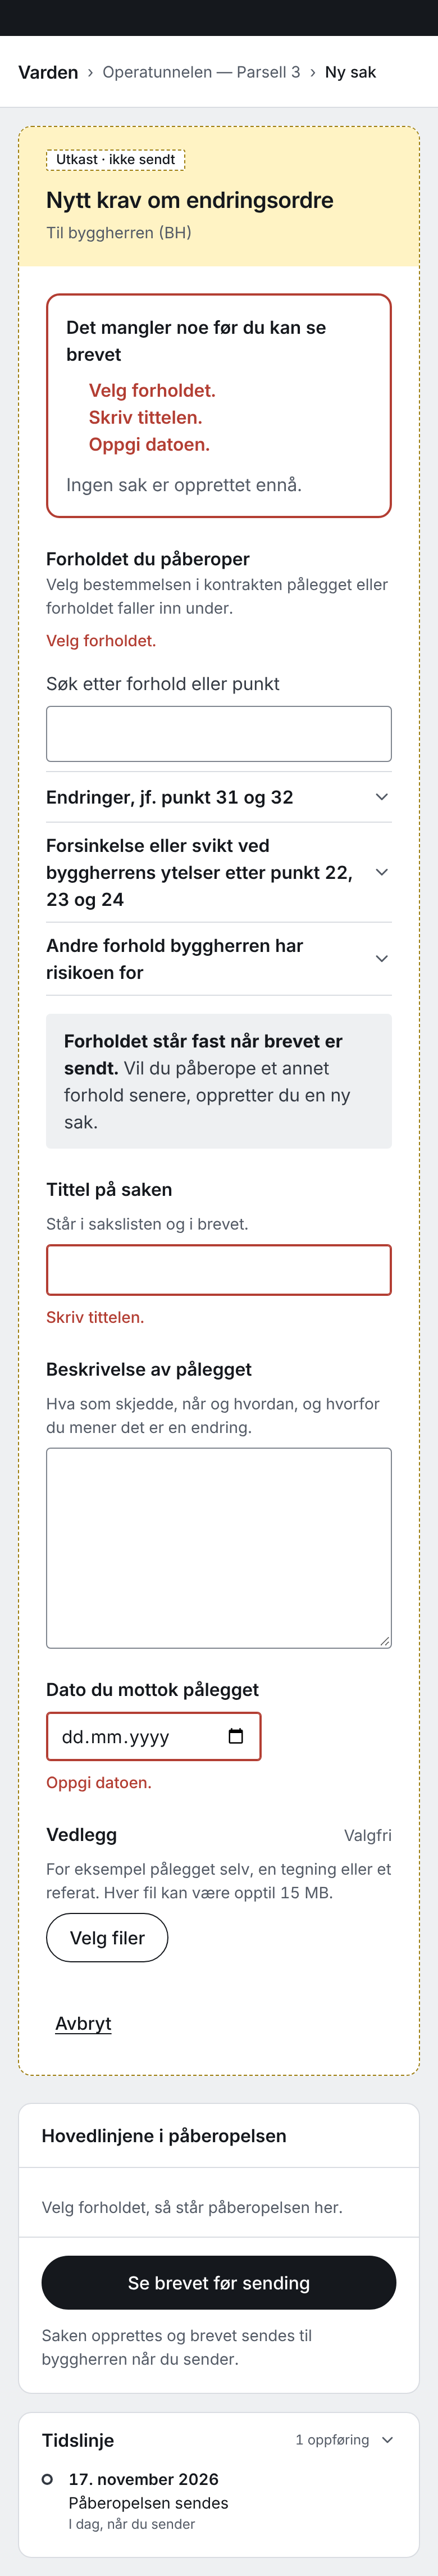 Varden › Operatunnelen — Parsell 3 › Ny sak
Utkast · ikke sendt
Nytt krav om endringsordre
Til byggherren (BH)
Det mangler noe før du kan se
brevet
Velg forholdet.
Skriv tittelen.
Oppgi datoen.
Ingen sak er opprettet ennå.
Forholdet du påberoper
Velg bestemmelsen i kontrakten pålegget eller
forholdet faller inn under.
Velg forholdet.
Søk etter forhold eller punkt
Endringer, jf. punkt 31 og 32
Forsinkelse eller svikt ved
byggherrens ytelser etter punkt 22,
23 og 24
Andre forhold byggherren har
risikoen for
Forholdet står fast når brevet er
sendt. Vil du påberope et annet
forhold senere, oppretter du en ny
sak.
Tittel på saken
Står i sakslisten og i brevet.
Skriv tittelen.
Beskrivelse av pålegget
Hva som skjedde, når og hvordan, og hvorfor
du mener det er en endring.
Dato du mottok pålegget
dd.mm.yyyy
Oppgi datoen.
Vedlegg Valgfri
For eksempel pålegget selv, en tegning eller et
referat. Hver fil kan være opptil 15 MB.
Velg filer
Avbryt
Hovedlinjene i påberopelsen
Velg forholdet, så står påberopelsen her.
Se brevet før sending
Saken opprettes og brevet sendes til
byggherren når du sender.
Tidslinje 1 oppføring
17. november 2026
Påberopelsen sendes
I dag, når du sender